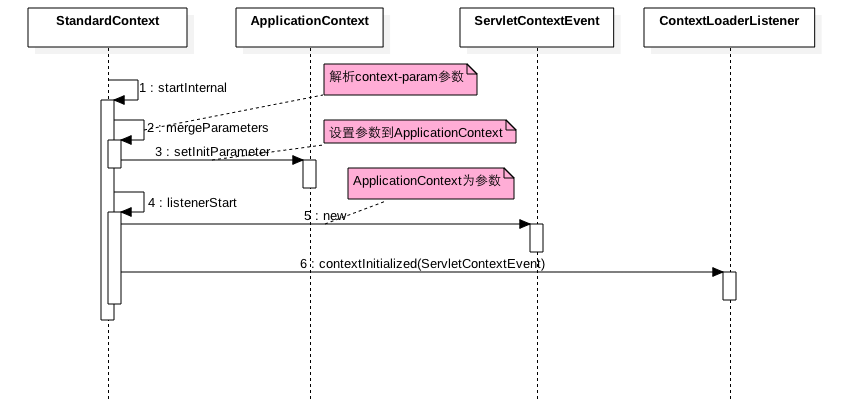 StandardContext
ApplicationContext
ServletContextEvent
ContextLoaderListener
解析context-param参数
1 : startInternal
2 : mergeParameters
设置参数到ApplicationContext
3 : setInitParameter
ApplicationContext为参数
4 : listenerStart
5 : new
6 : contextInitialized(ServletContextEvent)